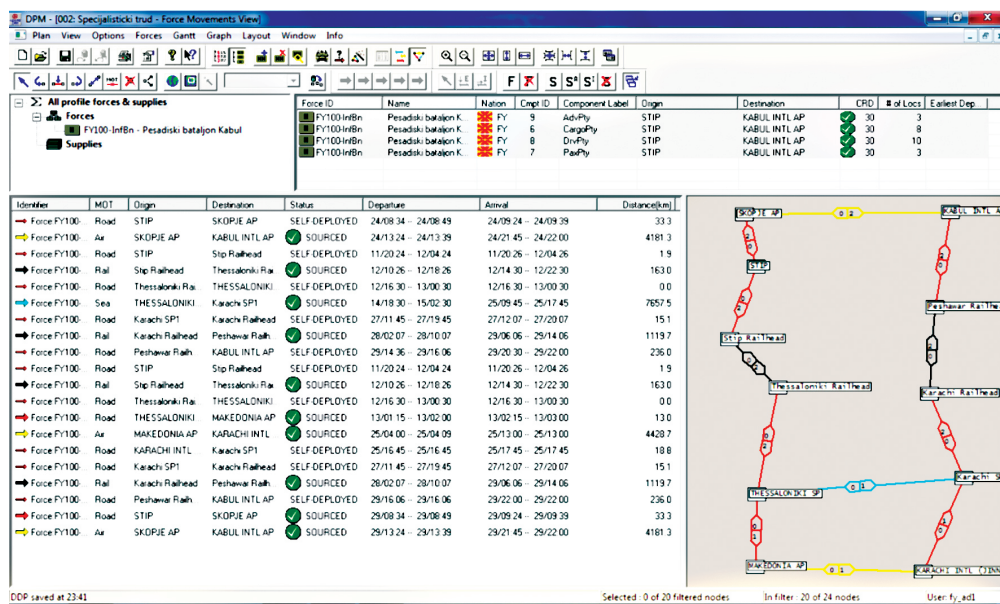 DPM - [002: Specijalisticki trud - Force Movements View]
Plan View Options Forces Gantt Graph Layout Window Info
F S
All profile forces & supplies
Forces
FY100-InfBn - Pesadiski bataljon Kabul
Supplies
Force ID Name Nation Cmpt ID Component Label Origin Destination CRD # of Locs Earliest Dep.
FY100-InfBn Pesadiski bataljon K... FY 9 AdvPty STIP KABUL INTL AP 30 3
FY100-InfBn Pesadiski bataljon K... FY 6 CargoPty STIP KABUL INTL AP 30 8
FY100-InfBn Pesadiski bataljon K... FY 8 DrvPty STIP KABUL INTL AP 30 10
FY100-InfBn Pesadiski bataljon K... FY 7 PaxPty STIP KABUL INTL AP 30 3
Identifier MOT Origin Destination Status Departure Arrival Distance[km]
Force FY100- Road STIP SKOPJE AP SELF-DEPLOYED 24/08 34 -- 24/08 49 24/09 24 -- 24/09 39 33.3
Force FY100- Air SKOPJE AP KABUL INTL AP SOURCED 24/13 24 -- 24/13 39 24/21 45 -- 24/22 00 4181 3
Force FY100- Road STIP Stip Railhead SELF-DEPLOYED 11/20 24 -- 12/04 24 11/20 26 -- 12/04 26 1.9
Force FY100- Rail Stip Railhead Thessaloniki Rai SOURCED 12/10 26 -- 12/18 26 12/14 30 -- 12/22 30 163.0
Force FY100- Road Thessaloniki Rai. THESSALONIKI SELF-DEPLOYED 12/16 30 -- 13/00 30 12/16 30 -- 13/00 30 0.0
Force FY100- Sea THESSALONIKI Karachi SP1 SOURCED 14/18 30 -- 15/02 30 25/09 45 -- 25/17 45 7657.5
Force FY100- Road Karachi SP1 Karachi Railhead SELF-DEPLOYED 27/11 45 -- 27/19 45 27/12 07 -- 27/20 07 15.1
Force FY100- Rail Karachi Railhead Peshawar Railh SOURCED 28/02 07 -- 28/10 07 29/06 06 -- 29/14 06 1119.7
Force FY100- Road Peshawar Railh KABUL INTL AP SELF-DEPLOYED 29/14 36 -- 29/16 06 29/20 30 -- 29/22 00 236.0
Force FY100- Road STIP Stip Railhead SELF-DEPLOYED 11/20 24 -- 12/04 24 11/20 26 -- 12/04 26 1.9
Force FY100- Rail Stip Railhead Thessaloniki Rai SOURCED 12/10 26 -- 12/18 26 12/14 30 -- 12/22 30 163.0
Force FY100- Road Thessaloniki Rai. THESSALONIKI SELF-DEPLOYED 12/16 30 -- 13/00 30 12/16 30 -- 13/00 30 0.0
Force FY100- Road THESSALONIKI MAKEDONIA AP SOURCED 13/01 15 -- 13/02 00 13/02 15 -- 13/03 00 13.0
Force FY100- Air MAKEDONIA AP KARACHI INTL SOURCED 25/04 00 -- 25/04 09 25/13 00 -- 25/13 00 4428 7
Force FY100- Road KARACHI INTL Karachi SP1 SELF-DEPLOYED 25/16 45 -- 25/16 45 25/17 45 -- 25/17 45 18.8
Force FY100- Road Karachi SP1 Karachi Railhead SELF-DEPLOYED 27/11 45 -- 27/19 45 27/12 07 -- 27/20 07 15.1
Force FY100- Rail Karachi Railhead Peshawar Railh SOURCED 28/02 07 -- 28/10 07 29/06 06 -- 29/14 06 1119.7
Force FY100- Road Peshawar Railh KABUL INTL AP SELF-DEPLOYED 29/16 06 -- 29/16 06 29/22 00 -- 29/22 00 236.0
Force FY100- Road STIP SKOPJE AP SOURCED 29/08 34 -- 29/08 49 29/09 24 -- 29/09 39 33.3
Force FY100- Air SKOPJE AP KABUL INTL AP SOURCED 29/13 24 -- 29/13 39 29/21 45 -- 29/22 00 4181 3
SKOPJE AP 0 2 KABUL INTL A
STIP
Peshawar Railhe
Stip Railhead
Thessaloniki Railhead
Karachi Railhead
Karachi S
THESSALONIKI SP 0 1
MAKEDONIA AP 0 1 KARACHI INTL (JINN
DDP saved at 23:41 Selected : 0 of 20 filtered nodes In filter : 20 of 24 nodes User: fy_ad1